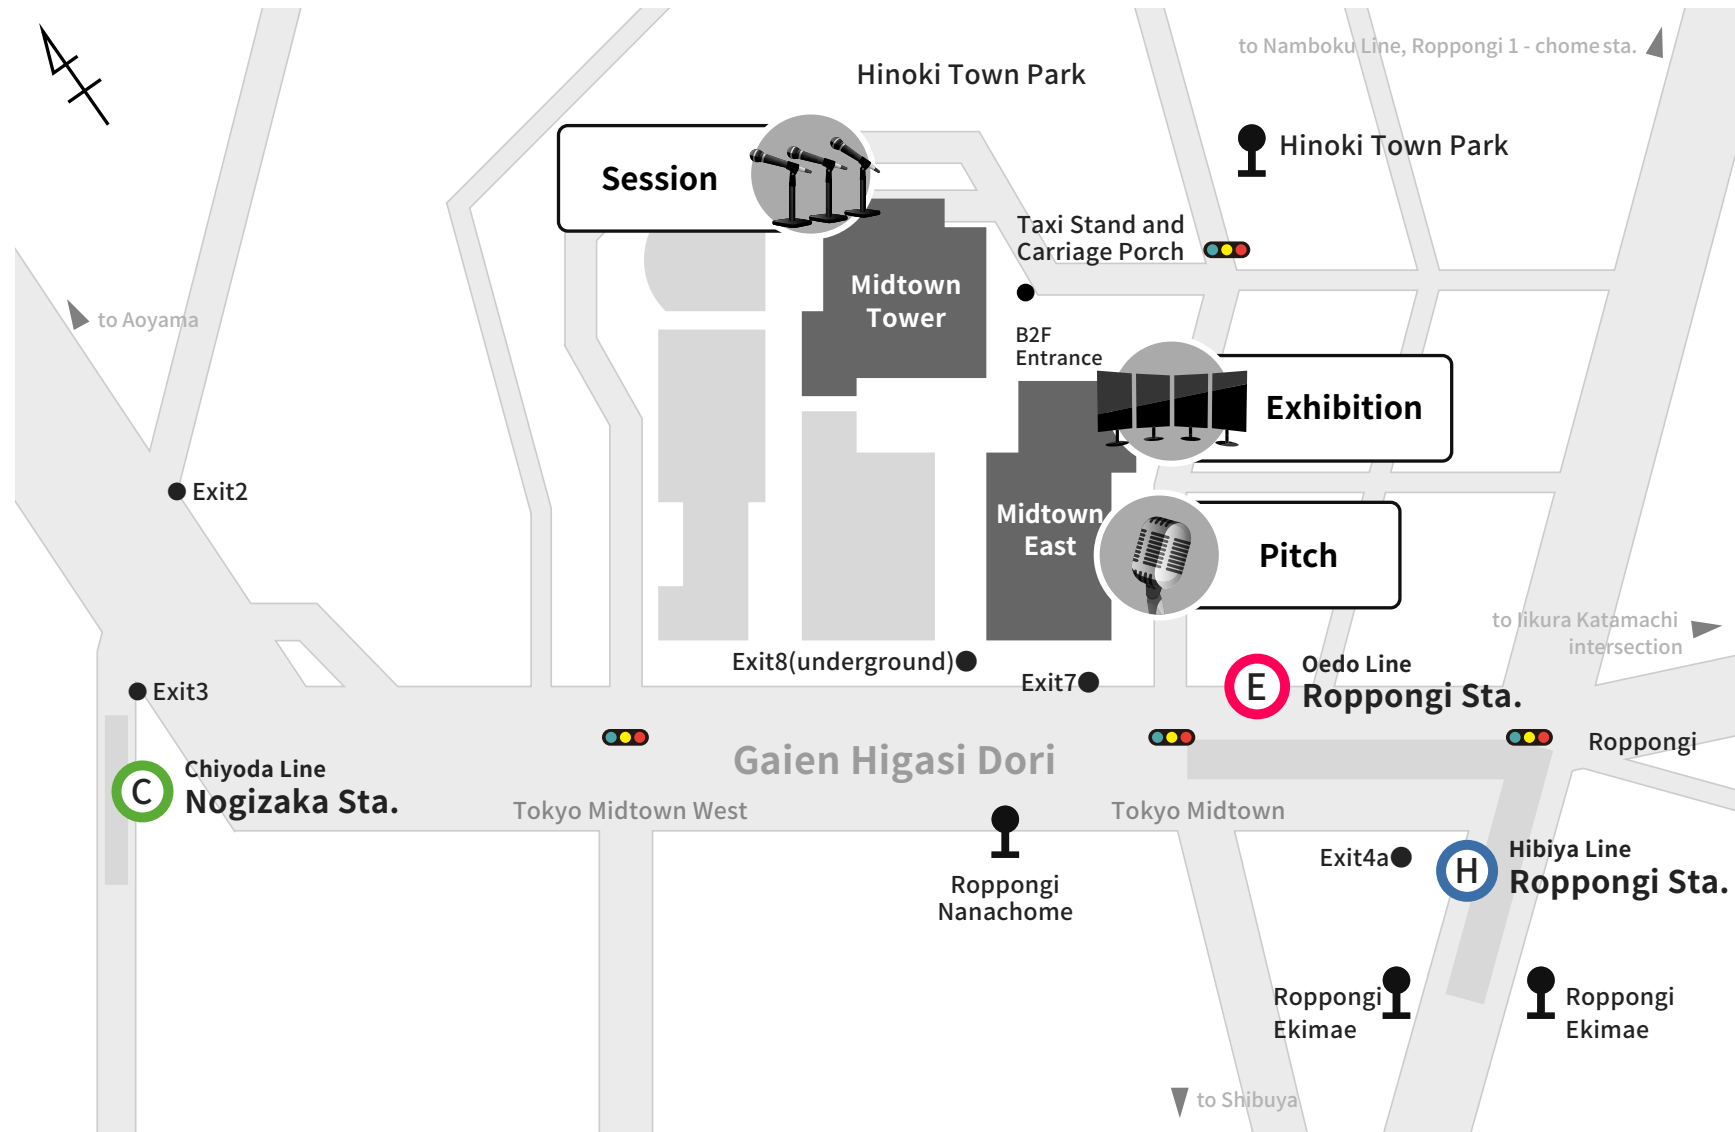 to Namboku Line, Roppongi 1 - chome sta.
Hinoki Town Park
Hinoki Town Park
Session
Taxi Stand and
Carriage Porch
Midtown
Tower
to Aoyama
B2F
Entrance
Exhibition
Exit2
Midtown
East
Pitch
to Iikura Katamachi
intersection
Exit8(underground)
Exit7
Oedo Line
E
Roppongi Sta.
Exit3
Roppongi
Gaien Higasi Dori
Chiyoda Line
C
Nogizaka Sta.
Tokyo Midtown West
Tokyo Midtown
Exit4a
Hibiya Line
H
Roppongi Sta.
Roppongi
Nanachome
Roppongi
Ekimae
Roppongi
Ekimae
to Shibuya